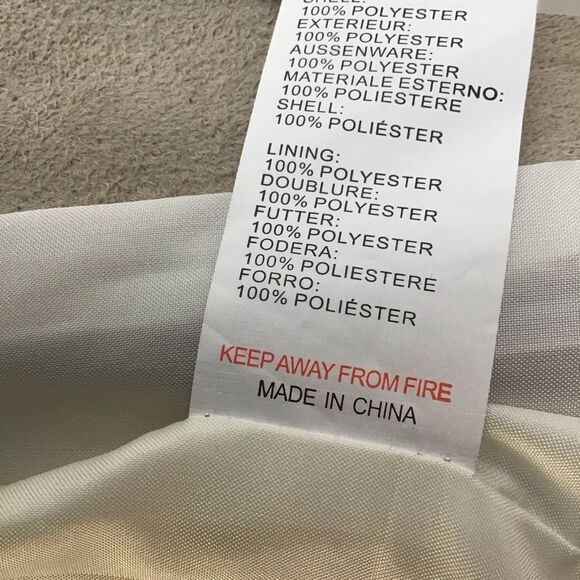 SHELL:
100% POLYESTER
EXTERIEUR:
100% POLYESTER
AUSSENWARE:
100% POLYESTER
MATERIALE ESTERNO:
100% POLIESTERE
SHELL:
100% POLIÉSTER
LINING:
100% POLYESTER
DOUBLURE:
100% POLYESTER
FUTTER:
100% POLYESTER
FODERA:
100% POLIESTERE
FORRO:
100% POLIÉSTER
KEEP AWAY FROM FIRE
MADE IN CHINA